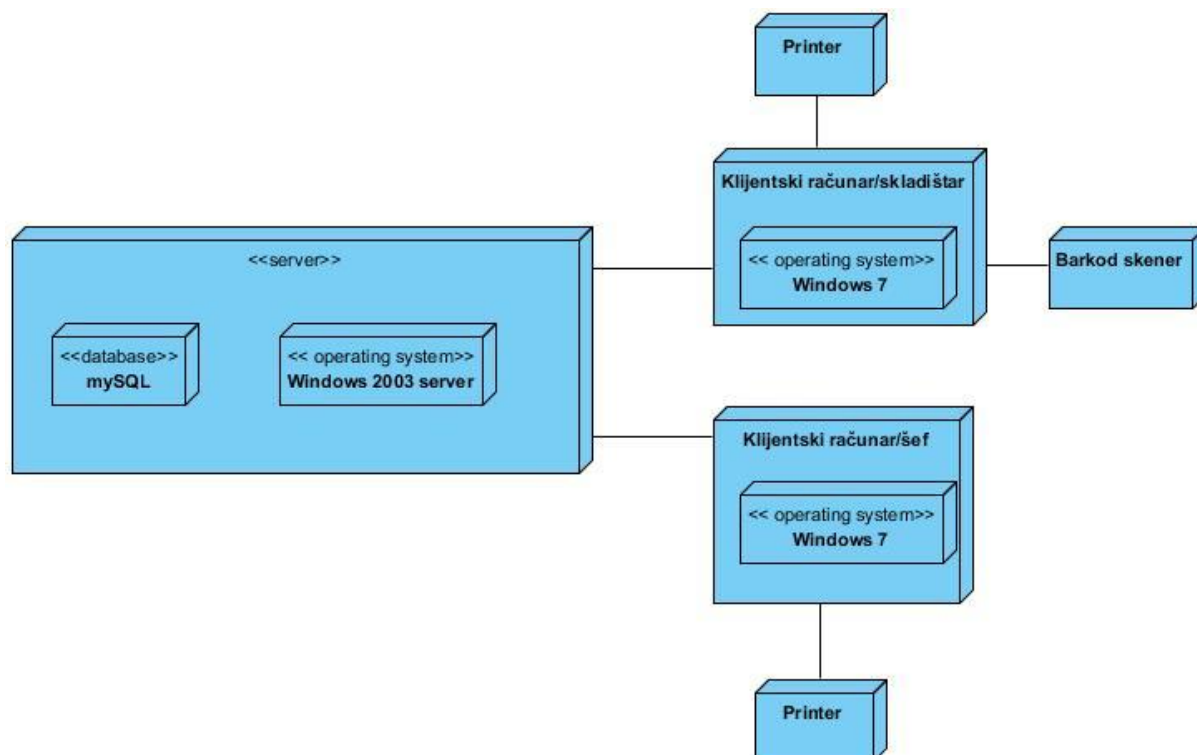 Printer
Klijentski računar/skladištar
<< operating system>>
Windows 7
Barkod skener
<<server>>
<<database>>
mySQL
<< operating system>>
Windows 2003 server
Klijentski računar/šef
<< operating system>>
Windows 7
Printer